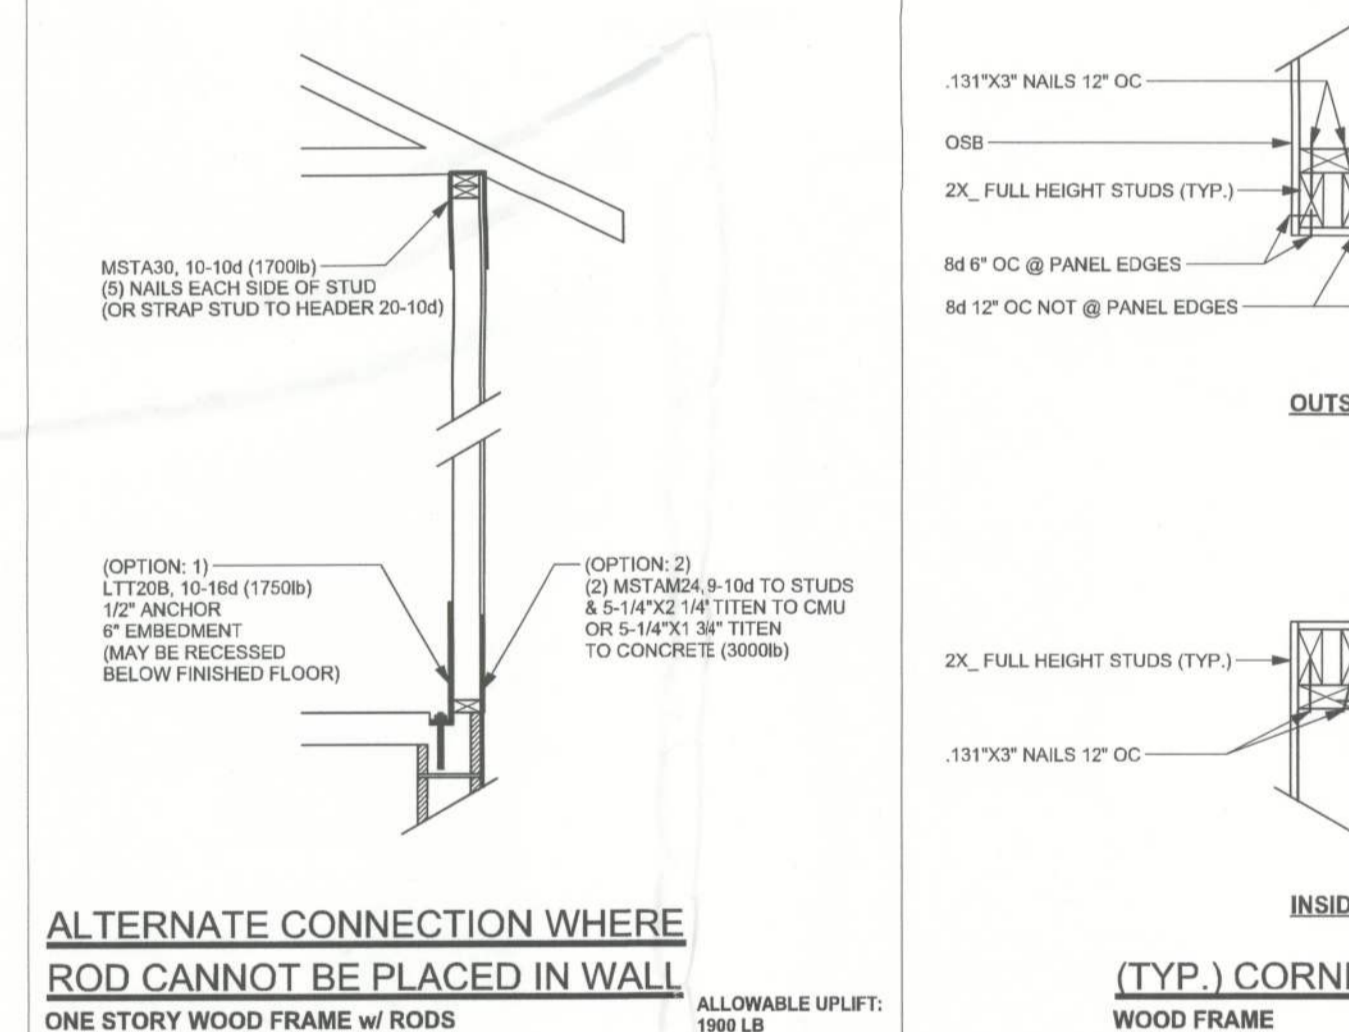 MSTA30, 10-10d (1700lb)
(5) NAILS EACH SIDE OF STUD
(OR STRAP STUD TO HEADER 20-10d)
(OPTION: 1)
LTT20B, 10-16d (1750lb)
1/2" ANCHOR
6" EMBEDMENT
(MAY BE RECESSED
BELOW FINISHED FLOOR)
(OPTION: 2)
(2) MSTAM24, 9-10d TO STUDS
& 5-1/4"X2 1/4" TITEN TO CMU
OR 5-1/4"X1 3/4" TITEN
TO CONCRETE (3000lb)
ALTERNATE CONNECTION WHERE
ROD CANNOT BE PLACED IN WALL
ONE STORY WOOD FRAME w/ RODS
ALLOWABLE UPLIFT:
1900 LB
.131"X3" NAILS 12" OC
OSB
2X_ FULL HEIGHT STUDS (TYP.)
8d 6" OC @ PANEL EDGES
8d 12" OC NOT @ PANEL EDGES
OUTS
2X_ FULL HEIGHT STUDS (TYP.)
.131"X3" NAILS 12" OC
INSID
(TYP.) CORN
WOOD FRAME